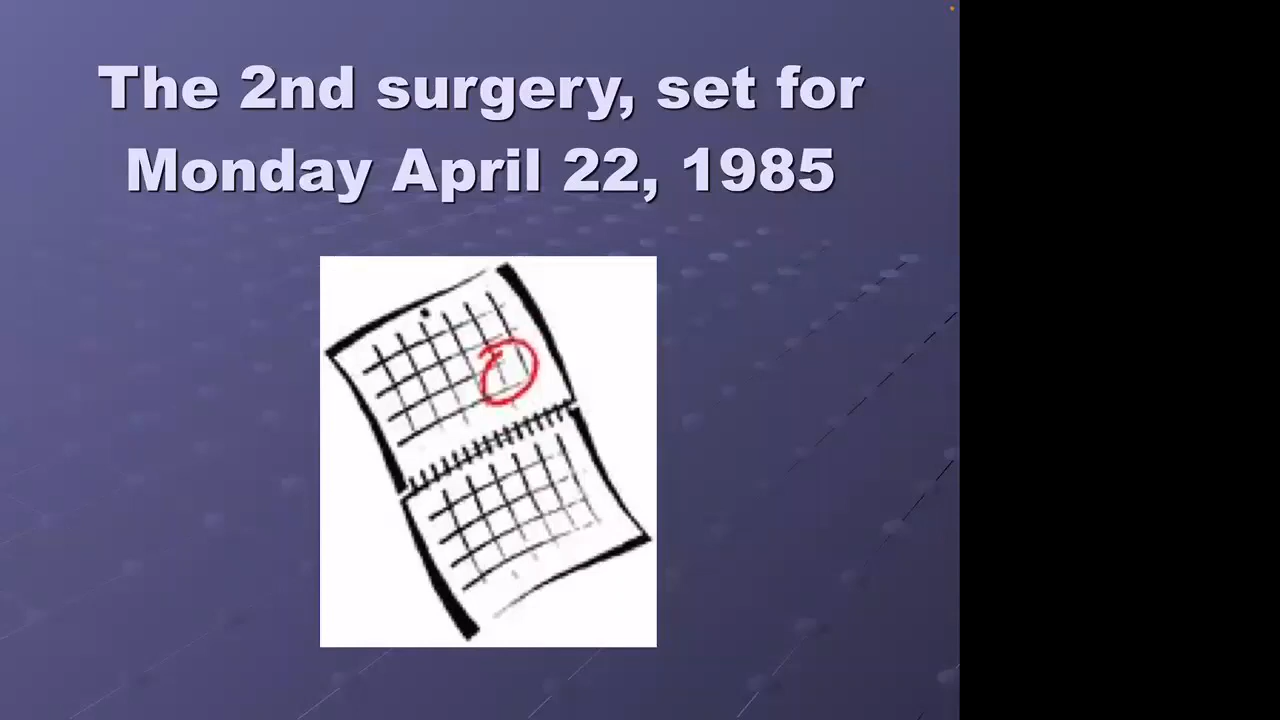 The 2nd surgery, set for
Monday April 22, 1985